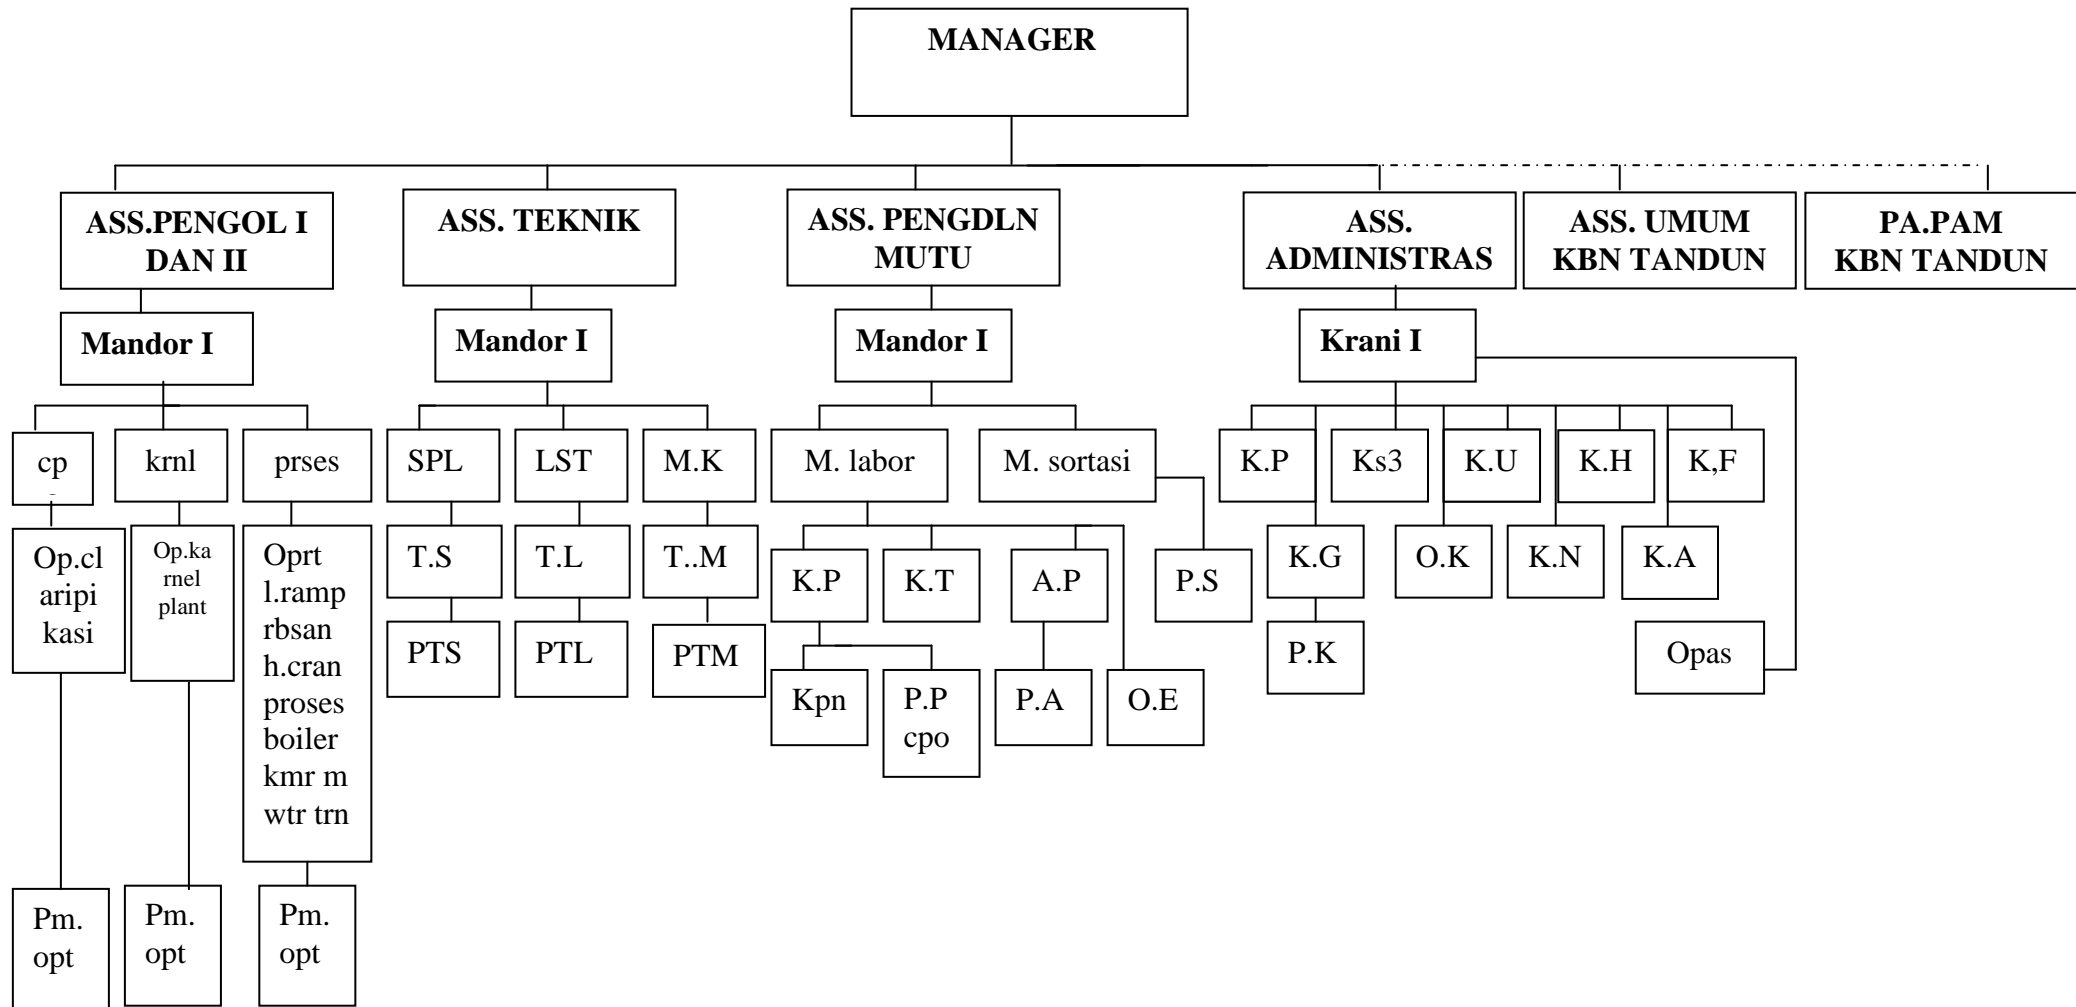 MANAGER
ASS.PENGOL I
DAN II
ASS. TEKNIK
ASS. PENGDLN
MUTU
ASS.
ADMINISTRAS
ASS. UMUM
KBN TANDUN
PA.PAM
KBN TANDUN
Mandor I
Mandor I
Mandor I
Krani I
cp
krnl
prses
SPL
LST
M.K
M. labor
M. sortasi
K.P
Ks3
K.U
K.H
K,F
Op.cl
aripi
kasi
Op.ka
rnel
plant
Oprt
l.ramp
rbsan
h.cran
proses
boiler
kmr m
wtr trn
T.S
T.L
T..M
K.P
K.T
A.P
P.S
K.G
O.K
K.N
K.A
PTS
PTL
PTM
Kpn
P.P
cpo
P.A
O.E
P.K
Opas
Pm.
opt
Pm.
opt
Pm.
opt